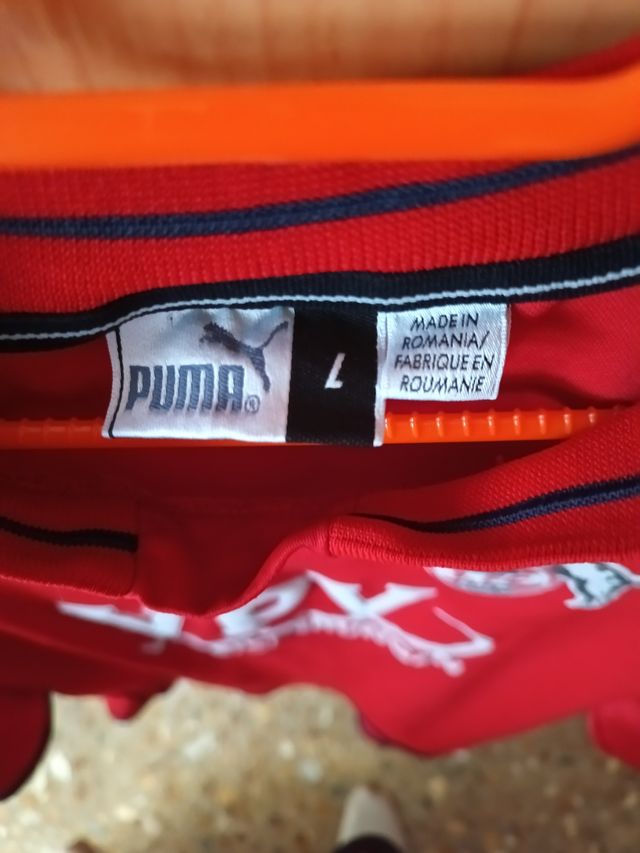 PUMA®
L
MADE IN
ROMANIA/
FABRIQUE EN
ROUMANIE